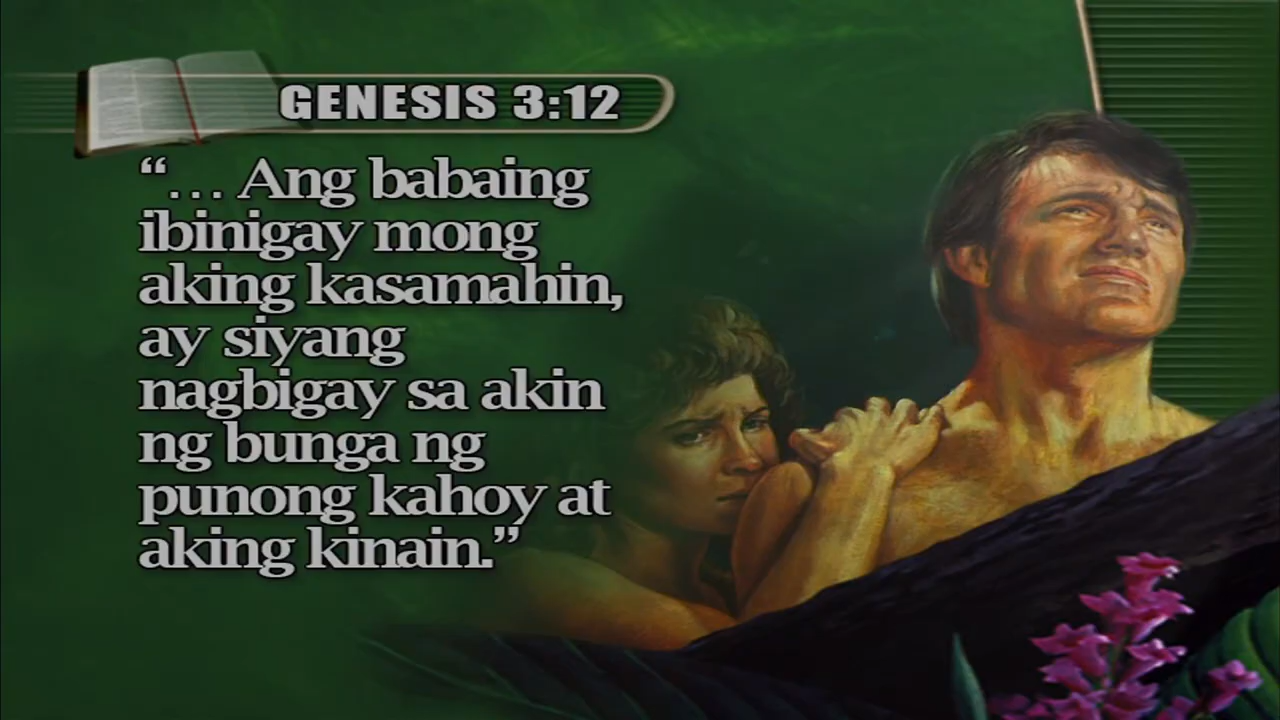 GENESIS 3:12
“… Ang babaing
ibinigay mong
aking kasamahin,
ay siyang
nagbigay sa akin
ng bunga ng
punong kahoy at
aking kinain.”